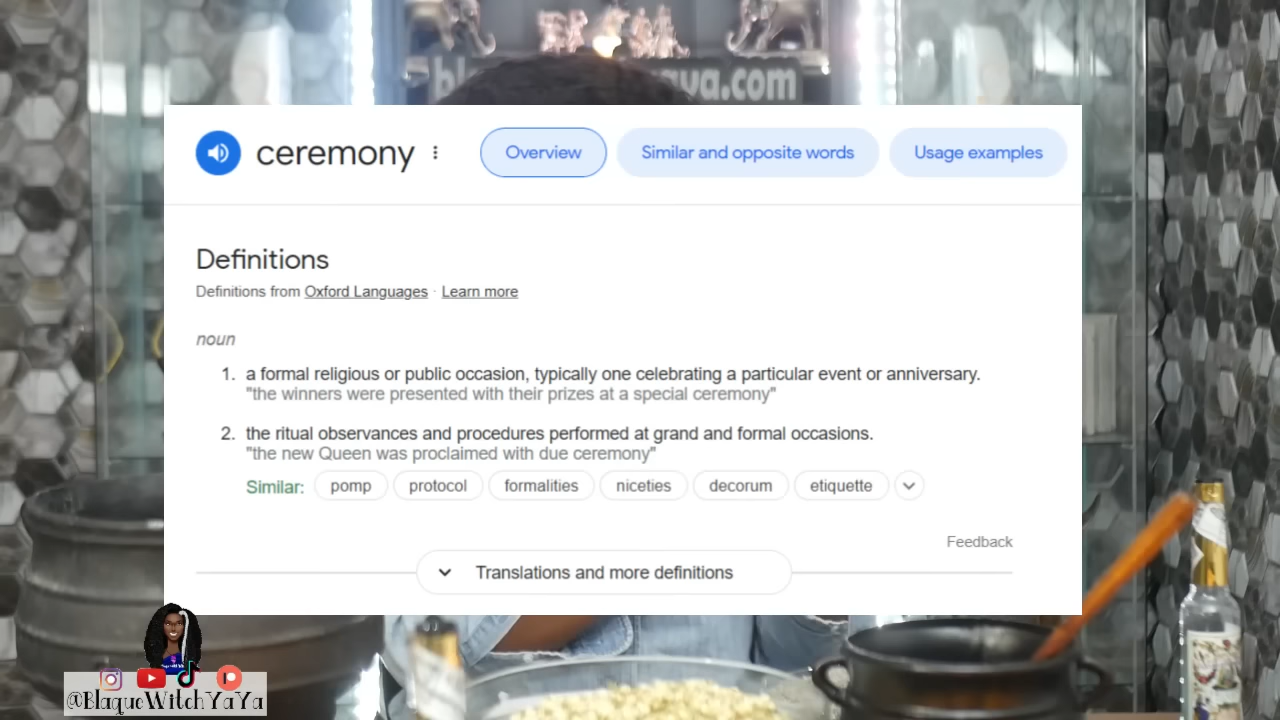 ya.com
ceremony
Overview
Similar and opposite words
Usage examples
Definitions
Definitions from Oxford Languages · Learn more
noun
1. a formal religious or public occasion, typically one celebrating a particular event or anniversary.
"the winners were presented with their prizes at a special ceremony"
2. the ritual observances and procedures performed at grand and formal occasions.
"the new Queen was proclaimed with due ceremony"
Similar: pomp protocol formalities niceties decorum etiquette
Feedback
Translations and more definitions
@BlaqueWitchYaYa